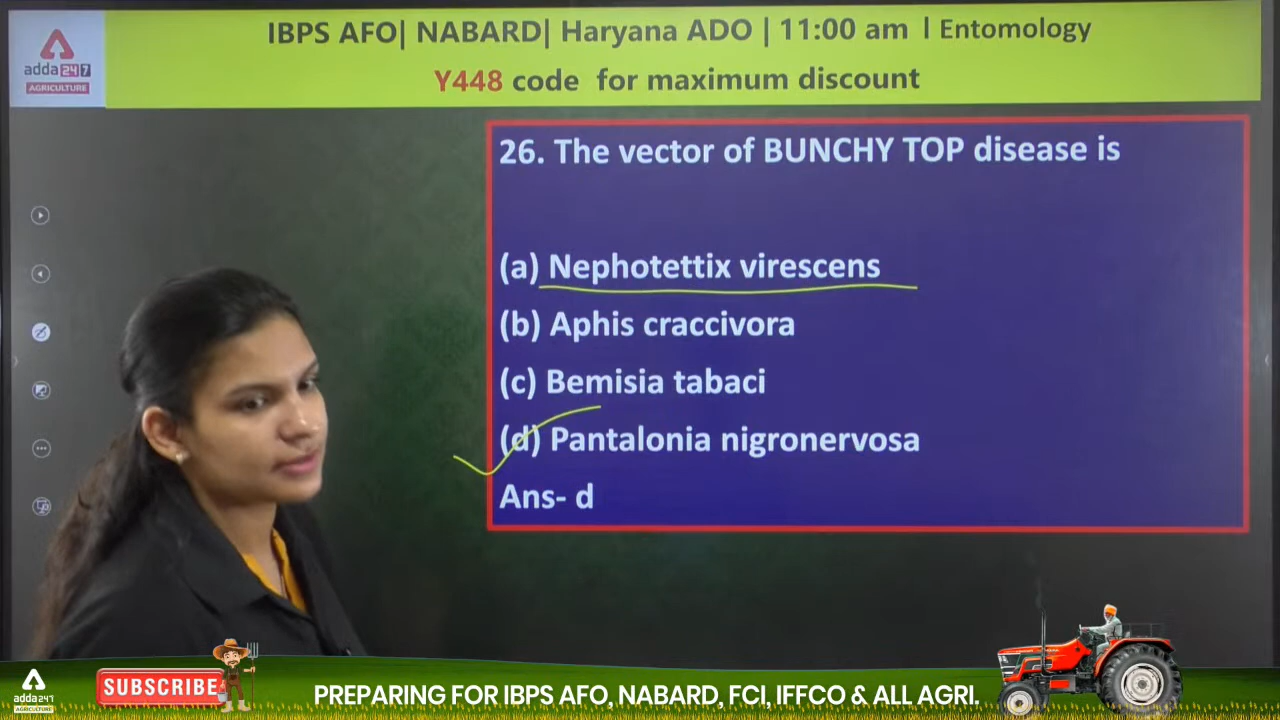 IBPS AFO| NABARD| Haryana ADO | 11:00 am l Entomology
Y448 code for maximum discount
adda 247
AGRICULTURE
26. The vector of BUNCHY TOP disease is
(a) Nephotettix virescens
(b) Aphis craccivora
(c) Bemisia tabaci
(d) Pantalonia nigronervosa
Ans- d
adda247
SUBSCRIBE
PREPARING FOR IBPS AFO, NABARD, FCI, IFFCO & ALL AGRI.